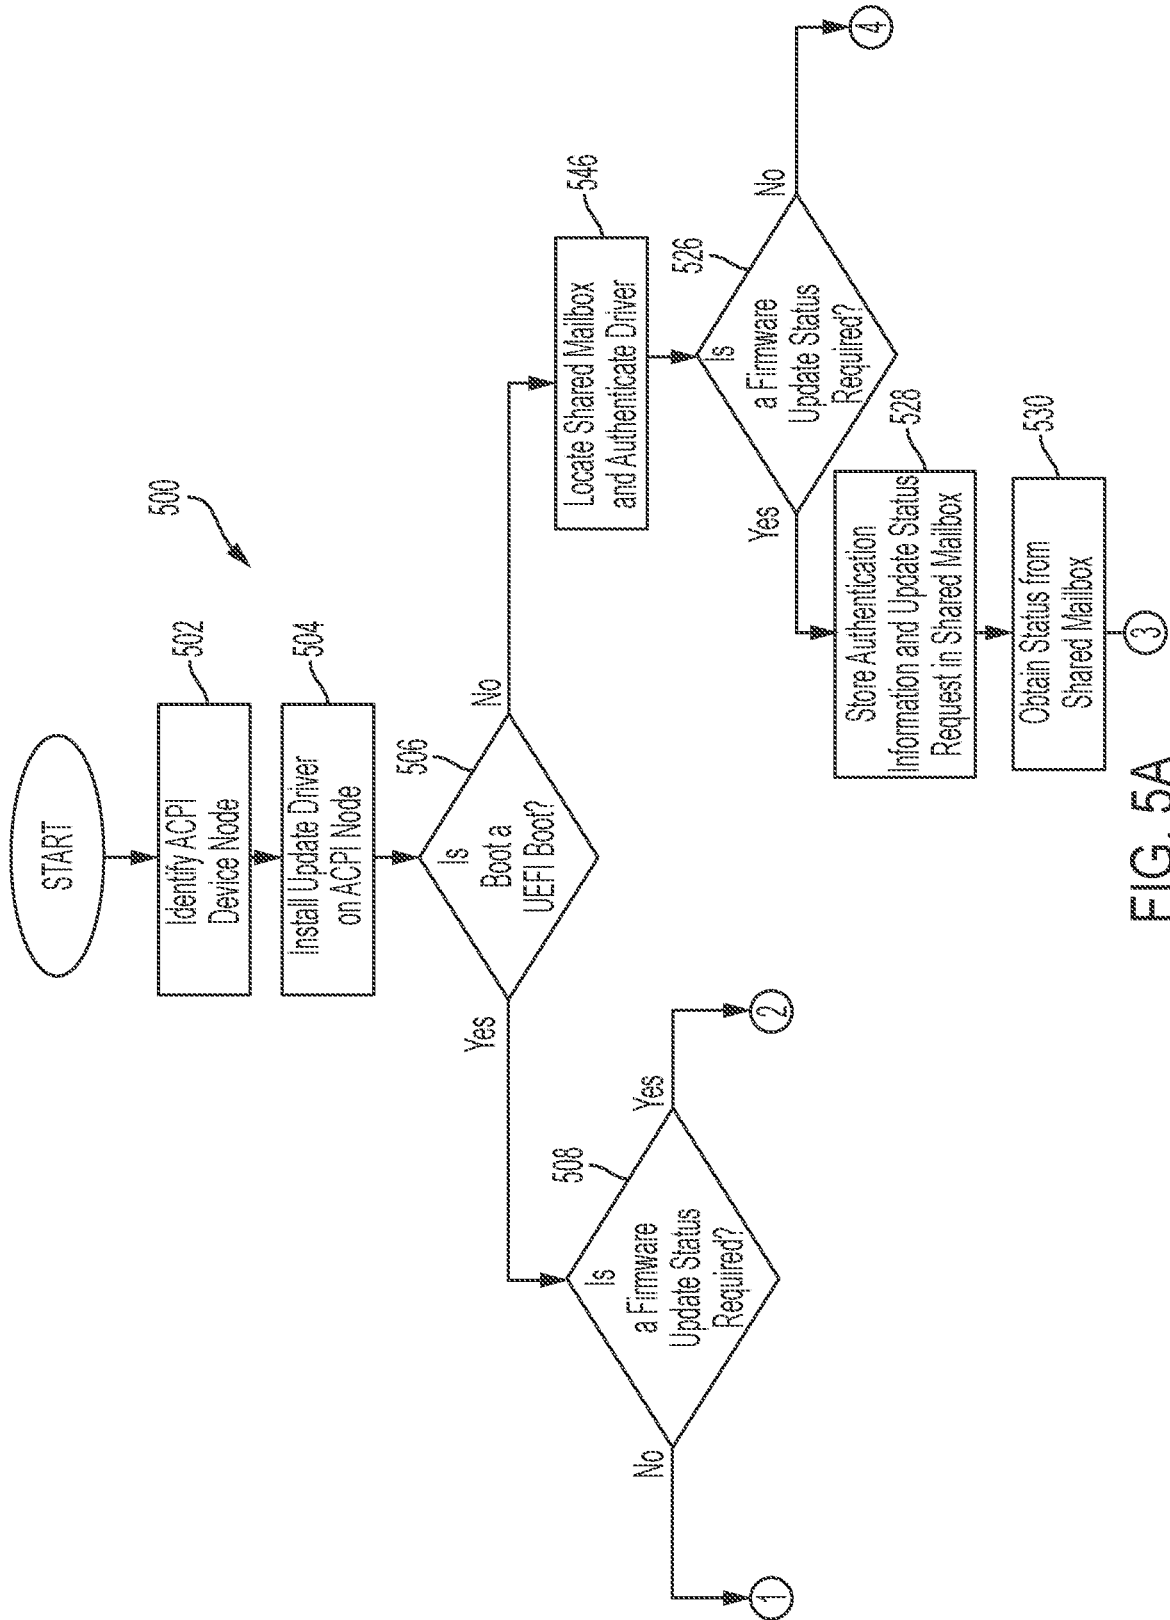 500
START
Identify ACPI
Device Node
502
Install Update Driver
on ACPI Node
504
Is
Boot a
UEFI Boot?
506
Yes
No
Is
a Firmware
Update Status
Required?
508
No
Yes
1
2
Locate Shared Mailbox
and Authenticate Driver
546
Is
a Firmware
Update Status
Required?
526
Yes
No
4
Store Authentication
Information and Update Status
Request in Shared Mailbox
528
Obtain Status from
Shared Mailbox
530
3
FIG. 5A